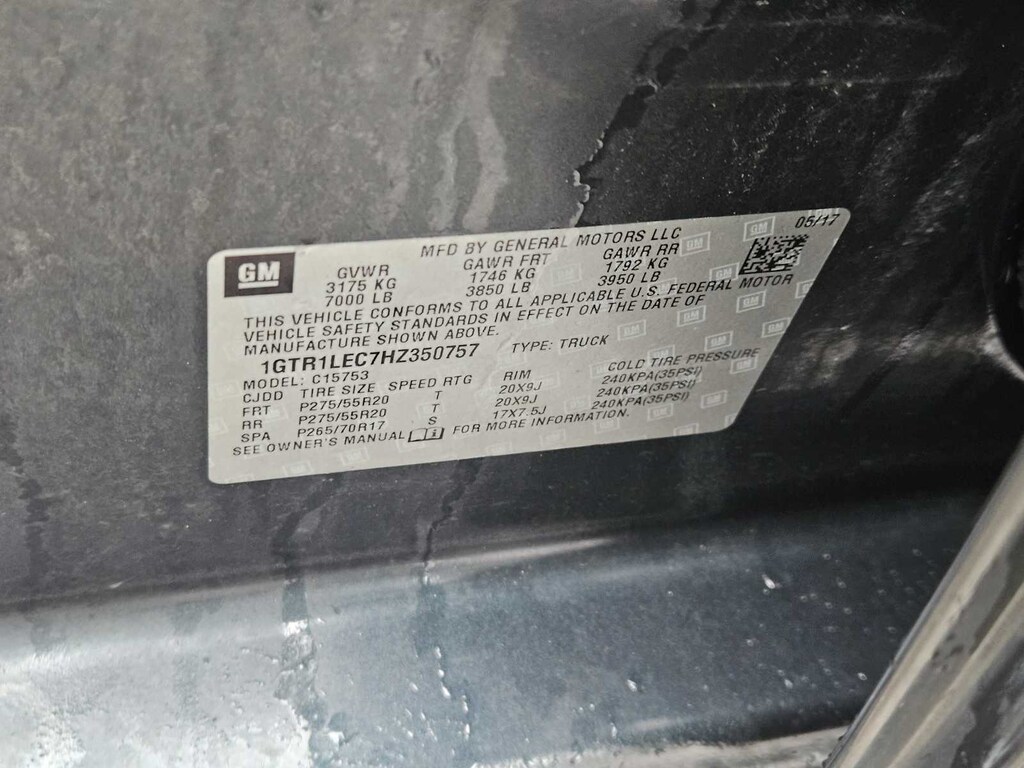 GM
MFD BY GENERAL MOTORS LLC 05/17
GVWR GAWR FRT GAWR RR
3175 KG 1746 KG 1792 KG
7000 LB 3850 LB 3950 LB
THIS VEHICLE CONFORMS TO ALL APPLICABLE U.S. FEDERAL MOTOR
VEHICLE SAFETY STANDARDS IN EFFECT ON THE DATE OF
MANUFACTURE SHOWN ABOVE.
1GTR1LEC7HZ350757 TYPE: TRUCK
MODEL: C15753
CJDD TIRE SIZE SPEED RTG RIM COLD TIRE PRESSURE
FRT P275/55R20 T 20X9J 240KPA(35PSI)
RR P275/55R20 T 20X9J 240KPA(35PSI)
SPA P265/70R17 S 17X7.5J 240KPA(35PSI)
SEE OWNER'S MANUAL FOR MORE INFORMATION.